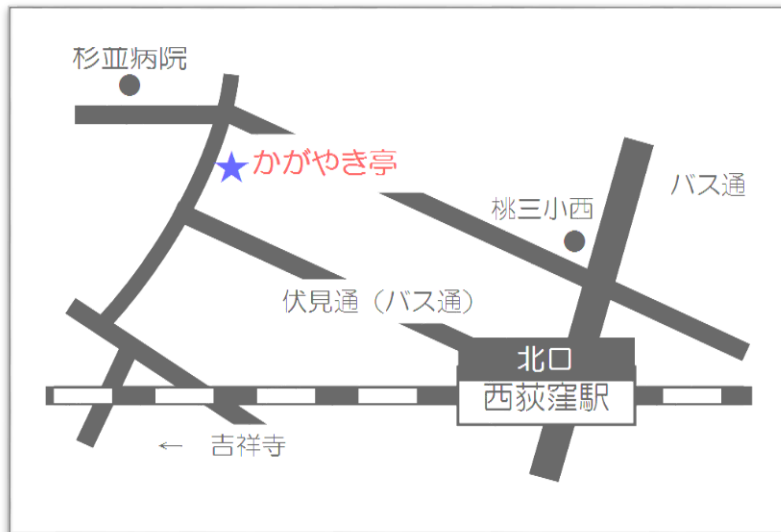 杉並病院
かがやき亭
バス通
桃三小西
伏見通（バス通）
北口
西荻窪駅
← 吉祥寺